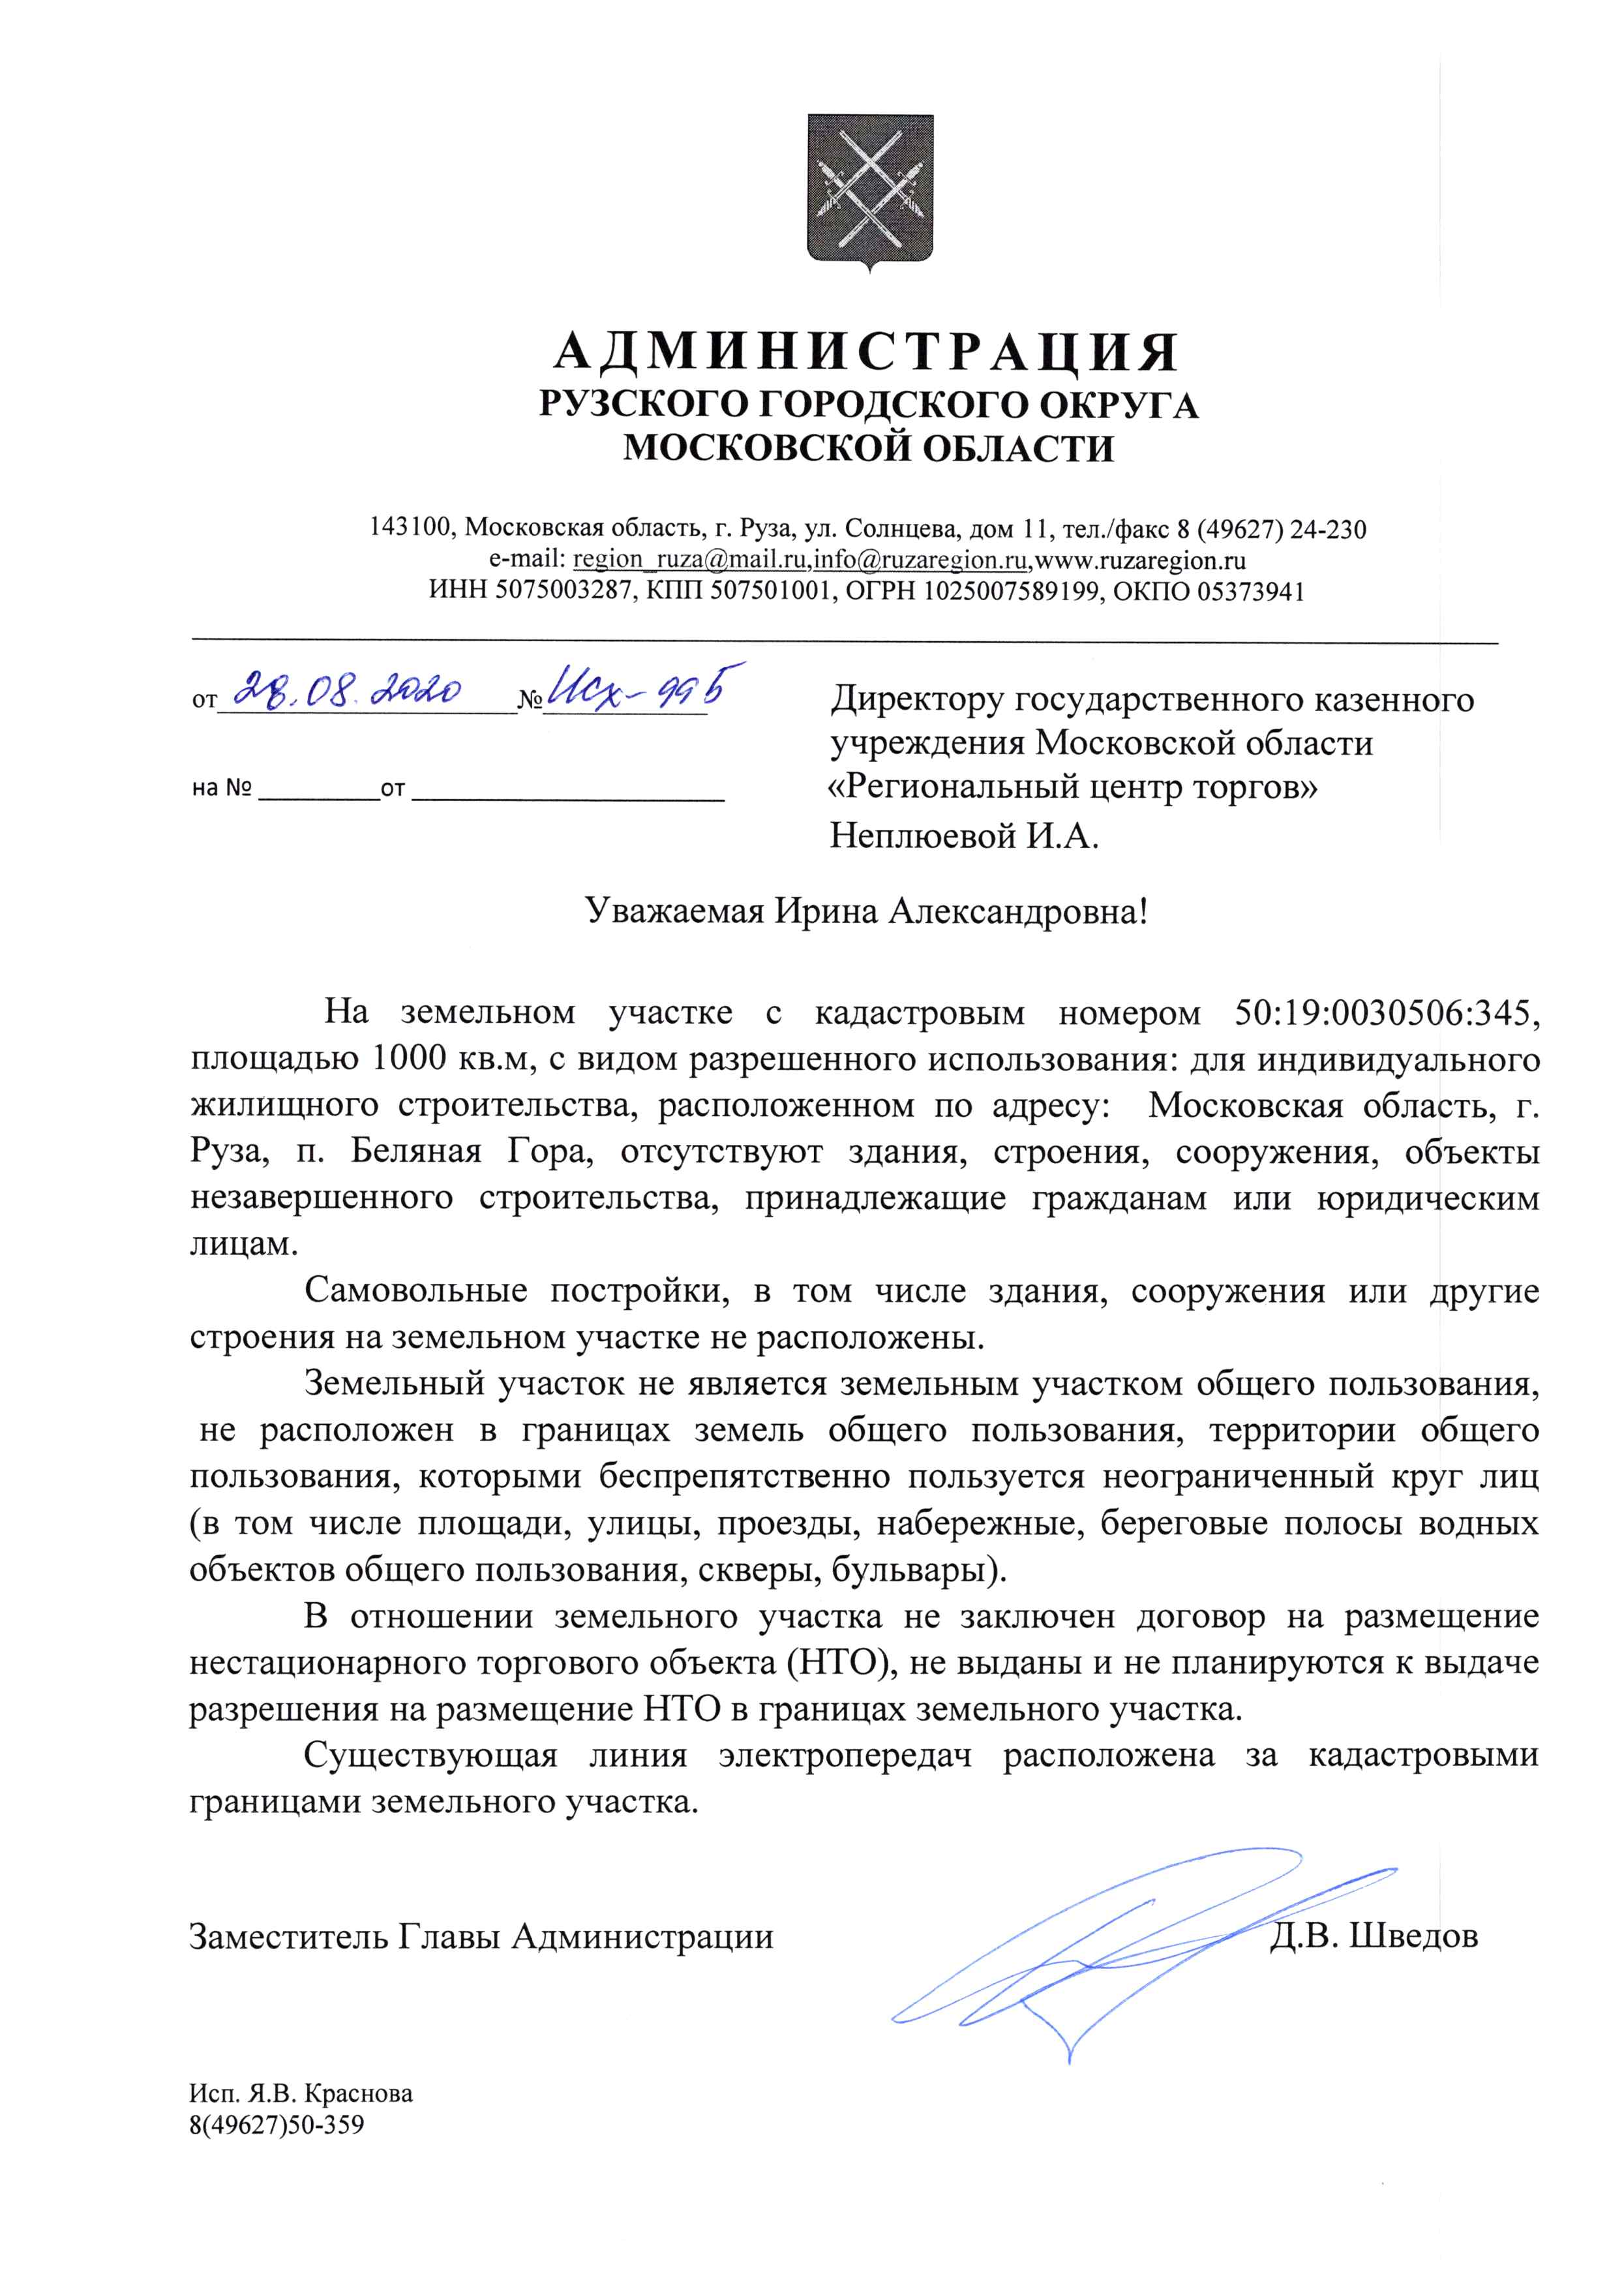 АДМИНИСТРАЦИЯ
РУЗСКОГО ГОРОДСКОГО ОКРУГА
МОСКОВСКОЙ ОБЛАСТИ
143100, Московская область, г. Руза, ул. Солнцева, дом 11, тел./факс 8 (49627) 24-230
e-mail: region_ruza@mail.ru,info@ruzaregion.ru,www.ruzaregion.ru
ИНН 5075003287, КПП 507501001, ОГРН 1025007589199, ОКПО 05373941
от 28.08.2020 № Исх-995
на № от
Директору государственного казенного
учреждения Московской области
«Региональный центр торгов»
Неплюевой И.А.
Уважаемая Ирина Александровна!
На земельном участке с кадастровым номером 50:19:0030506:345,
площадью 1000 кв.м, с видом разрешенного использования: для индивидуального
жилищного строительства, расположенном по адресу: Московская область, г.
Руза, п. Беляная Гора, отсутствуют здания, строения, сооружения, объекты
незавершенного строительства, принадлежащие гражданам или юридическим
лицам.
Самовольные постройки, в том числе здания, сооружения или другие
строения на земельном участке не расположены.
Земельный участок не является земельным участком общего пользования,
не расположен в границах земель общего пользования, территории общего
пользования, которыми беспрепятственно пользуется неограниченный круг лиц
(в том числе площади, улицы, проезды, набережные, береговые полосы водных
объектов общего пользования, скверы, бульвары).
В отношении земельного участка не заключен договор на размещение
нестационарного торгового объекта (НТО), не выданы и не планируются к выдаче
разрешения на размещение НТО в границах земельного участка.
Существующая линия электропередач расположена за кадастровыми
границами земельного участка.
Заместитель Главы Администрации Д.В. Шведов
Исп. Я.В. Краснова
8(49627)50-359